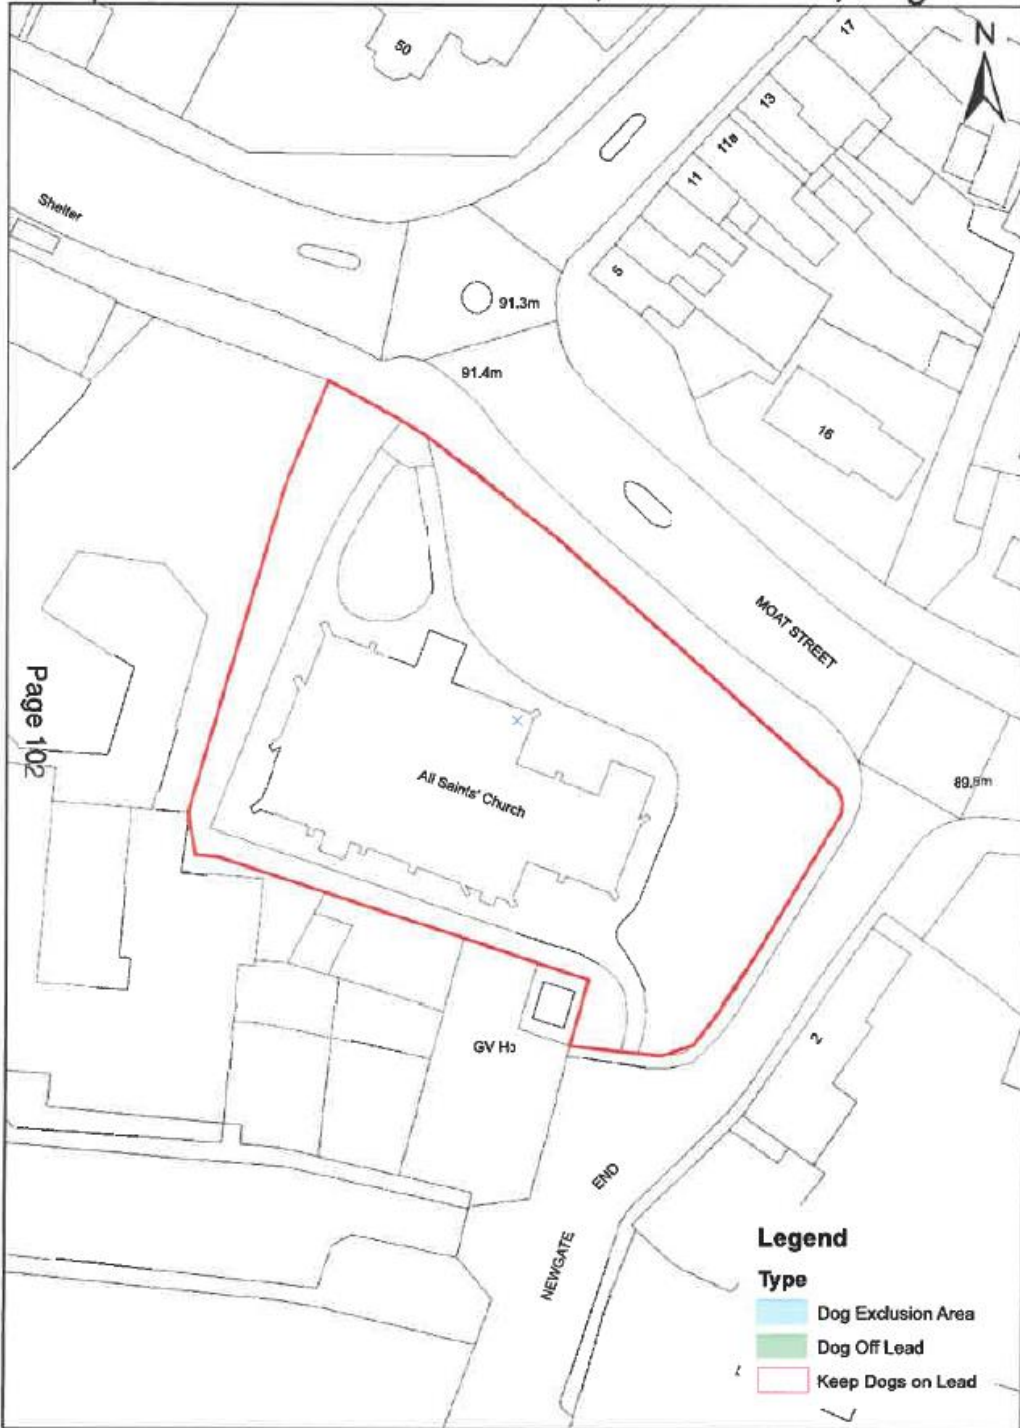 50
17
N
13
11a
11
Shelter
5
91.3m
91.4m
16
MOAT STREET
Page 102
All Saints' Church
89.8m
2
GV Ho
NEWGATE END
Legend
Type
Dog Exclusion Area
Dog Off Lead
Keep Dogs on Lead